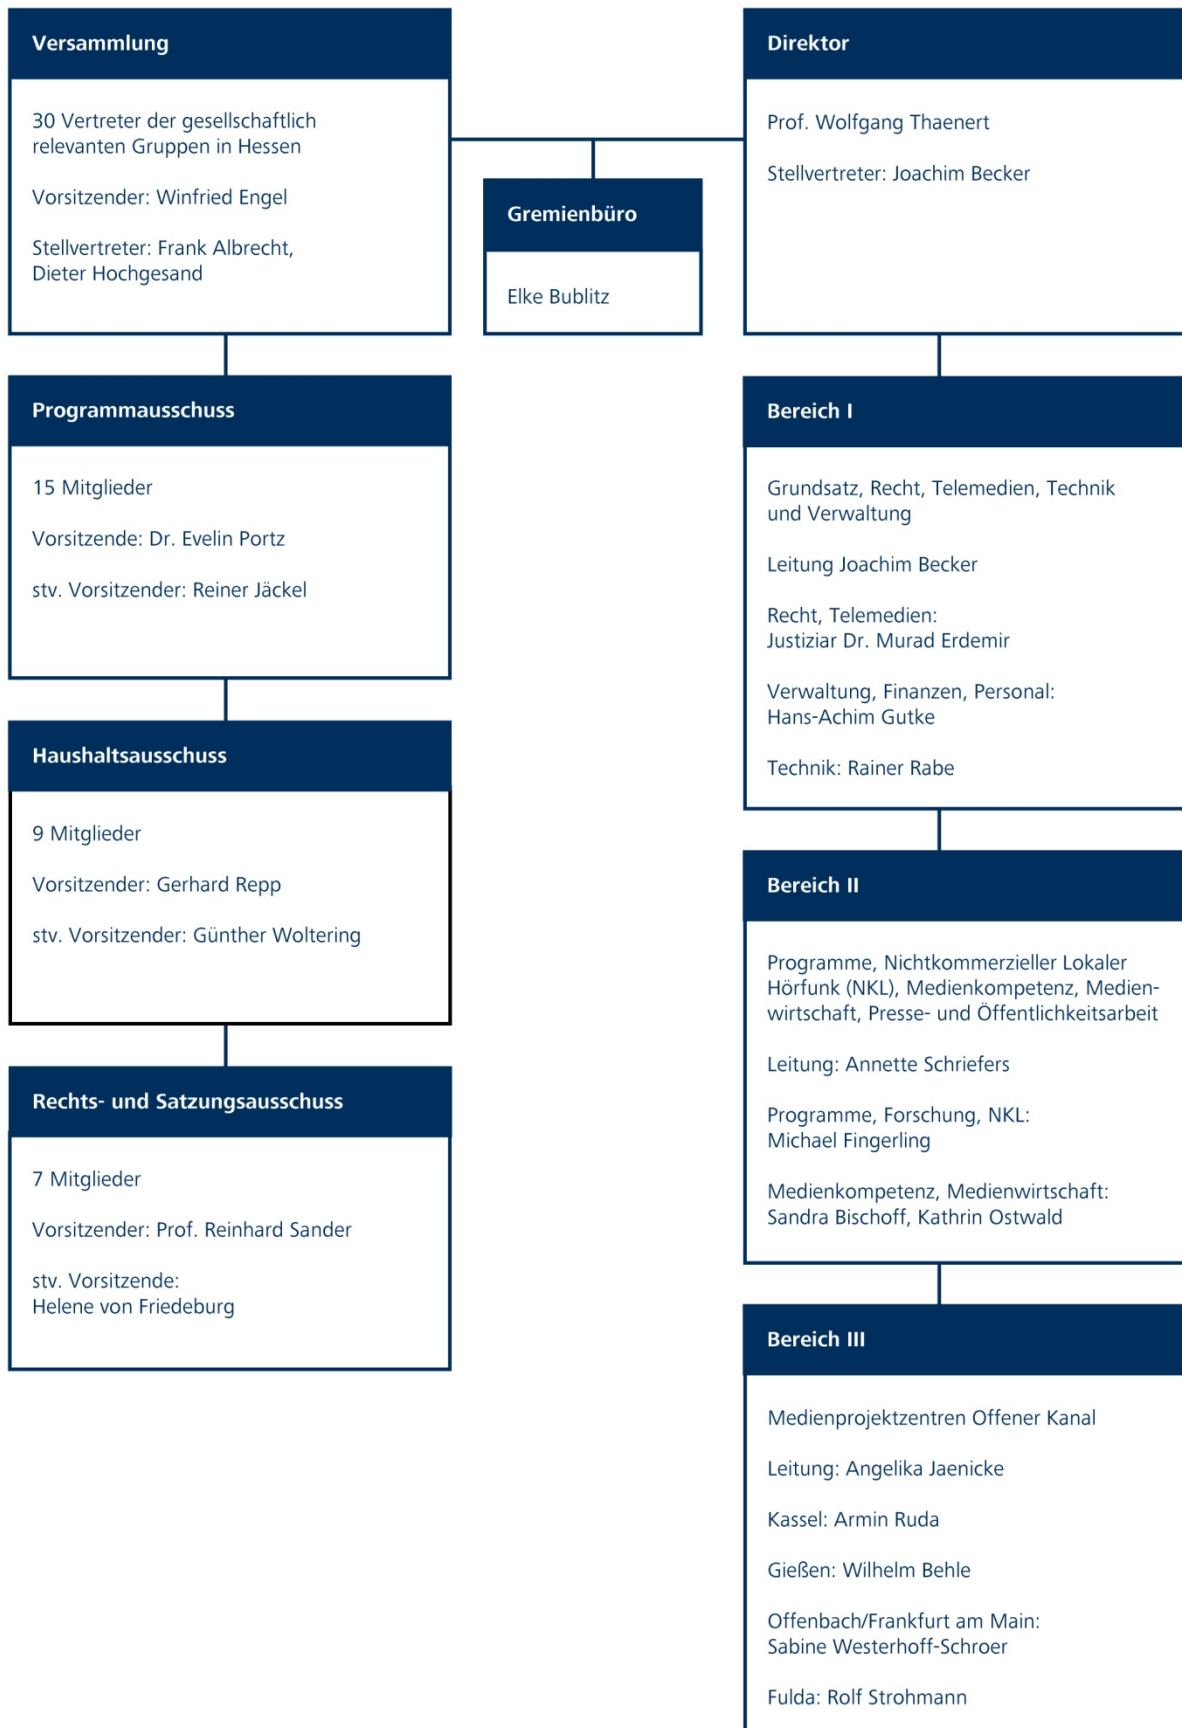 Versammlung
30 Vertreter der gesellschaftlich
relevanten Gruppen in Hessen
Vorsitzender: Winfried Engel
Stellvertreter: Frank Albrecht,
Dieter Hochgesand
Gremienbüro
Elke Bublitz
Direktor
Prof. Wolfgang Thaenert
Stellvertreter: Joachim Becker
Programmausschuss
15 Mitglieder
Vorsitzende: Dr. Evelin Portz
stv. Vorsitzender: Reiner Jäckel
Haushaltsausschuss
9 Mitglieder
Vorsitzender: Gerhard Repp
stv. Vorsitzender: Günther Woltering
Rechts- und Satzungsausschuss
7 Mitglieder
Vorsitzender: Prof. Reinhard Sander
stv. Vorsitzende:
Helene von Friedeburg
Bereich I
Grundsatz, Recht, Telemedien, Technik
und Verwaltung
Leitung Joachim Becker
Recht, Telemedien:
Justiziar Dr. Murad Erdemir
Verwaltung, Finanzen, Personal:
Hans-Achim Gutke
Technik: Rainer Rabe
Bereich II
Programme, Nichtkommerzieller Lokaler
Hörfunk (NKL), Medienkompetenz, Medien-
wirtschaft, Presse- und Öffentlichkeitsarbeit
Leitung: Annette Schriefers
Programme, Forschung, NKL:
Michael Fingerling
Medienkompetenz, Medienwirtschaft:
Sandra Bischoff, Kathrin Ostwald
Bereich III
Medienprojektzentren Offener Kanal
Leitung: Angelika Jaenicke
Kassel: Armin Ruda
Gießen: Wilhelm Behle
Offenbach/Frankfurt am Main:
Sabine Westerhoff-Schroer
Fulda: Rolf Strohmann